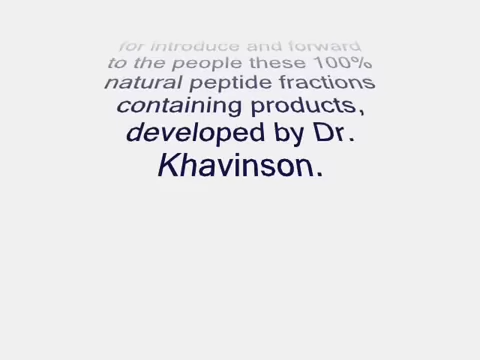 for introduce and forward
to the people these 100%
natural peptide fractions
containing products,
developed by Dr.
Khavinson.